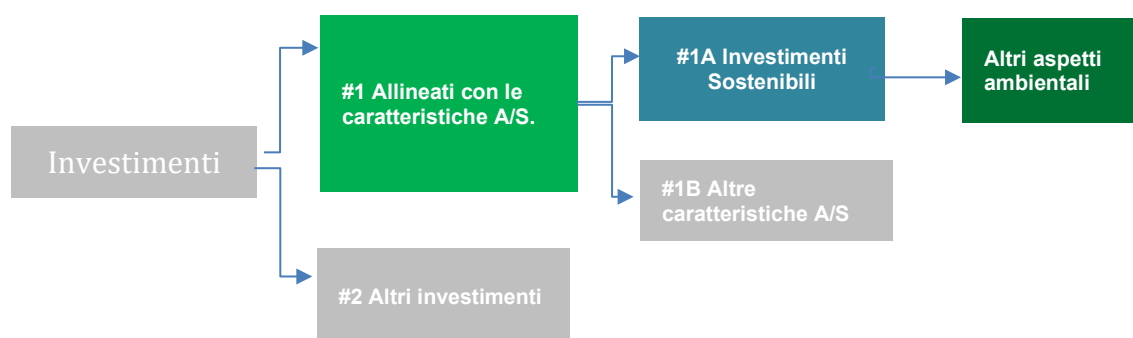 Investimenti
#1 Allineati con le
caratteristiche A/S.
#2 Altri investimenti
#1A Investimenti
Sostenibili
#1B Altre
caratteristiche A/S
Altri aspetti
ambientali